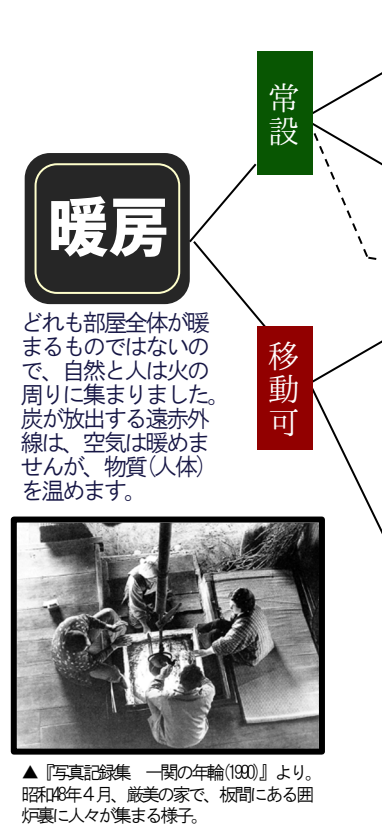 常設
暖房
どれも部屋全体が暖
まるものではないの
で、自然と人は火の
周りに集まりました。
炭が放出する遠赤外
線は、空気は暖めま
せんが、物質(人体)
を温めます。
移動可
▲『写真記録集　一関の年輪(1990)』より。
昭和48年4月、厳美の家で、板間にある囲
炉裏に人々が集まる様子。